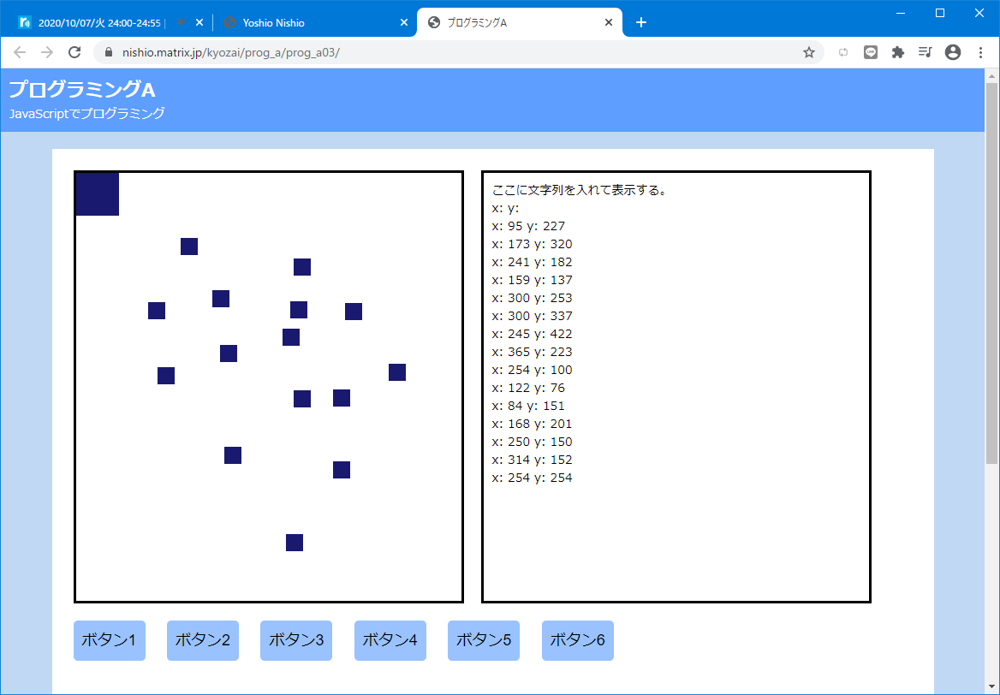 2020/10/07/火 24:00-24:55 |
Yoshio Nishio
プログラミングA
nishio.matrix.jp/kyozai/prog_a/prog_a03/
プログラミングA
JavaScriptでプログラミング
ここに文字列を入れて表示する。
x: y:
x: 95 y: 227
x: 173 y: 320
x: 241 y: 182
x: 159 y: 137
x: 300 y: 253
x: 300 y: 337
x: 245 y: 422
x: 365 y: 223
x: 254 y: 100
x: 122 y: 76
x: 84 y: 151
x: 168 y: 201
x: 250 y: 150
x: 314 y: 152
x: 254 y: 254
ボタン1 ボタン2 ボタン3 ボタン4 ボタン5 ボタン6